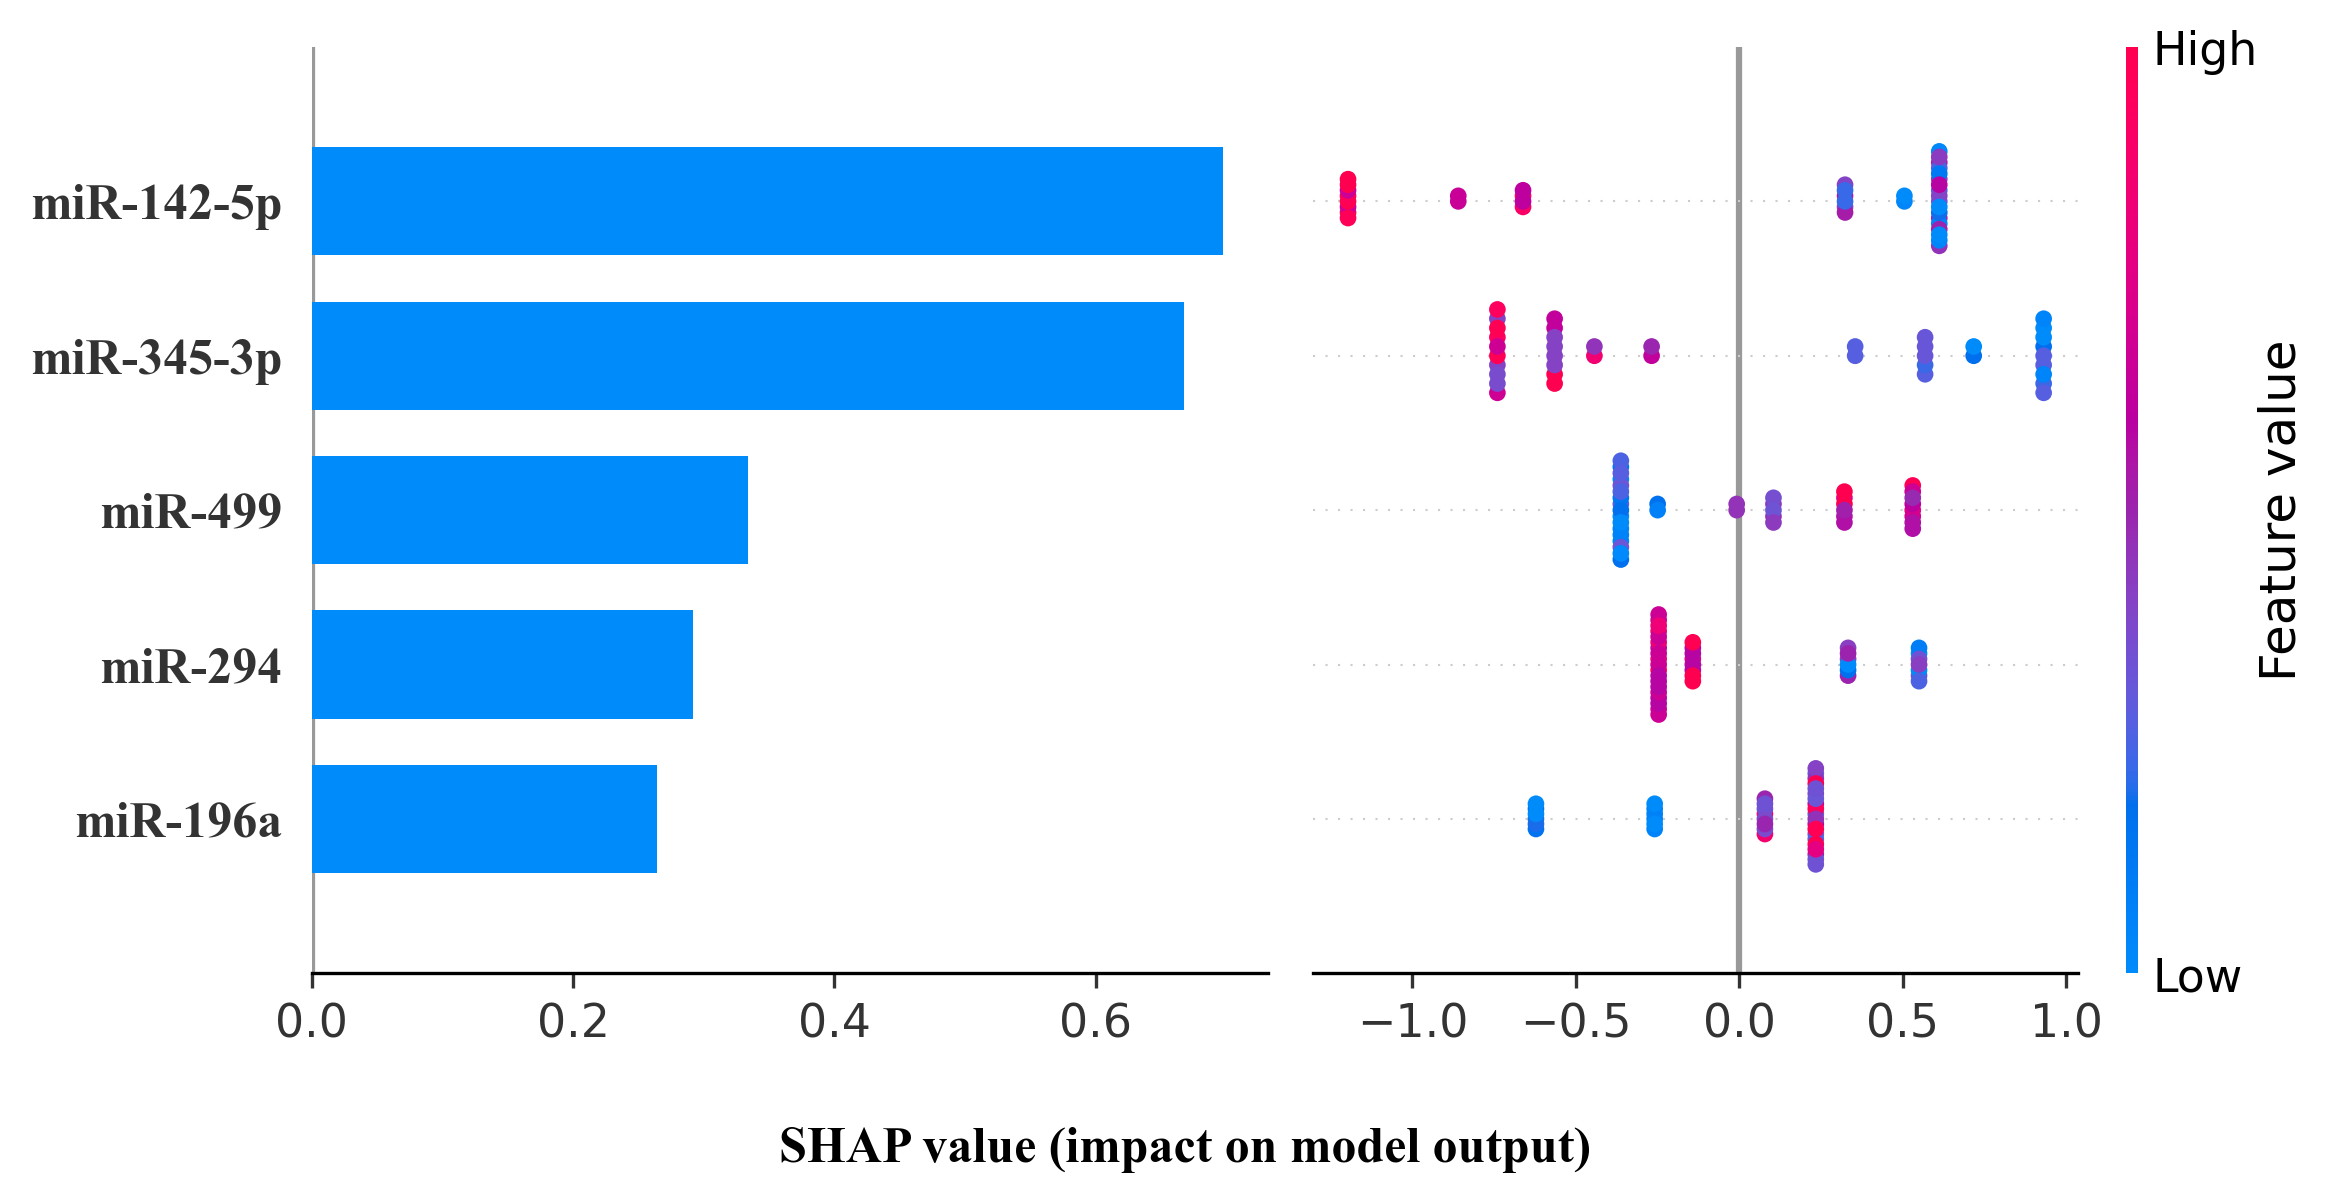 High
miR-142-5p
miR-345-3p
miR-499
miR-294
miR-196a
Feature value
Low
0.0 0.2 0.4 0.6 −1.0 −0.5 0.0 0.5 1.0
SHAP value (impact on model output)